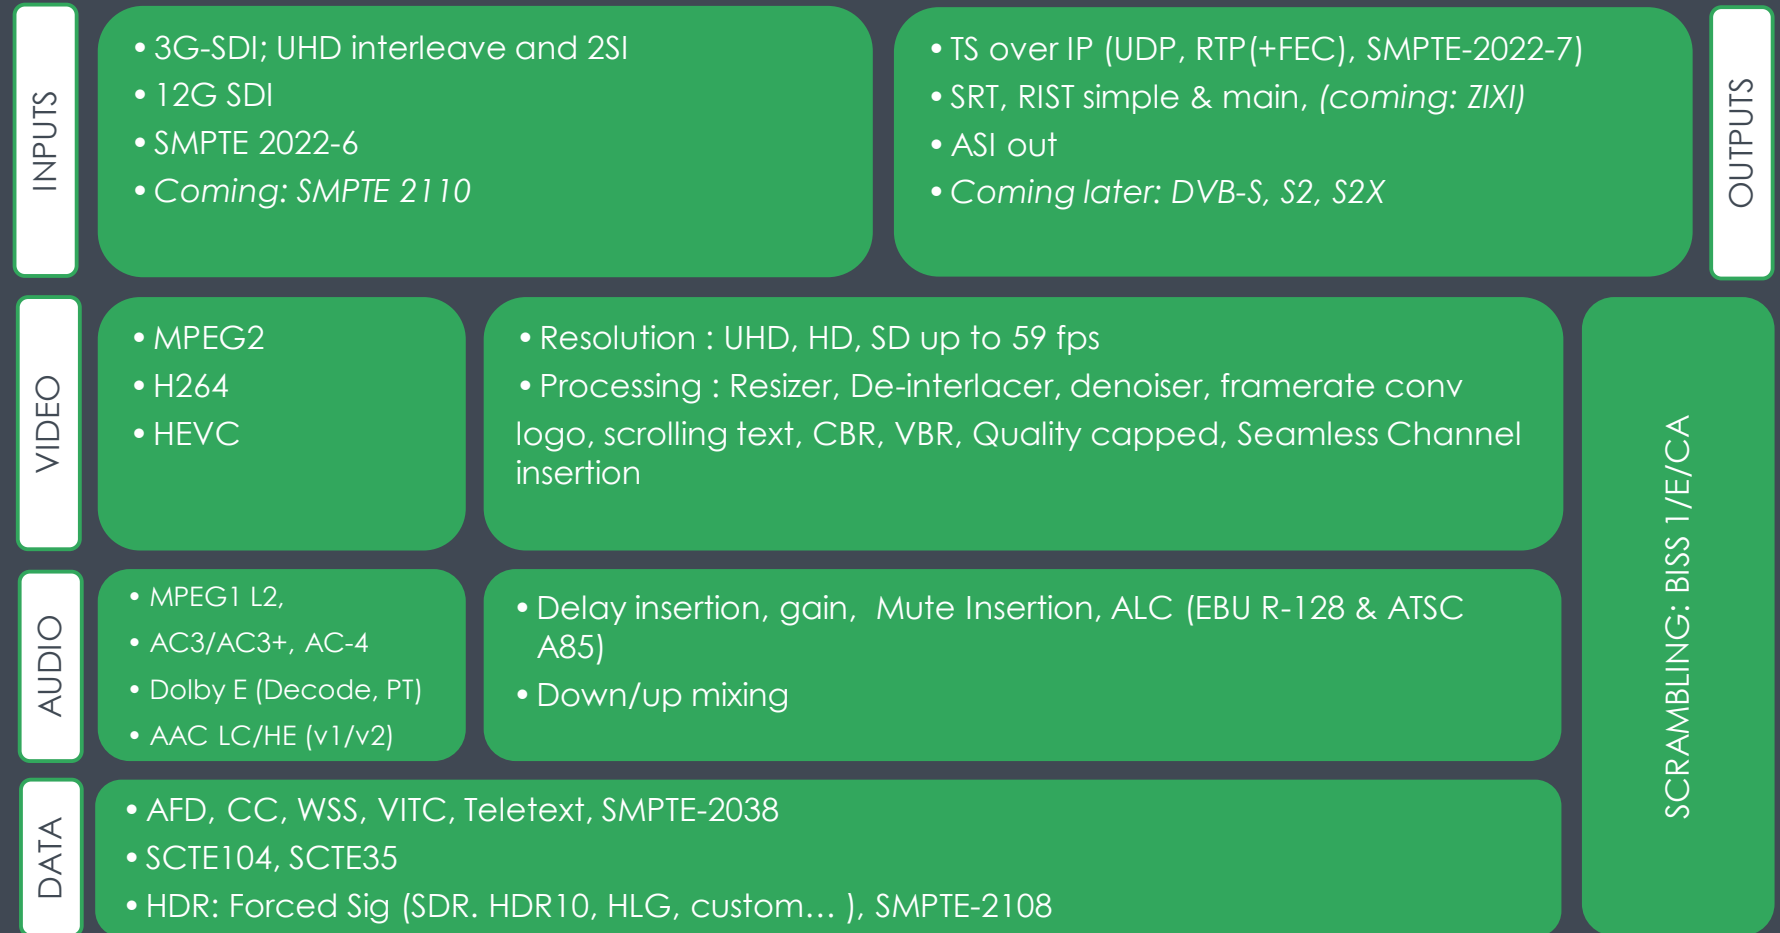 INPUTS
• 3G-SDI; UHD interleave and 2SI
• 12G SDI
• SMPTE 2022-6
• Coming: SMPTE 2110
• TS over IP (UDP, RTP(+FEC), SMPTE-2022-7)
• SRT, RIST simple & main, (coming: ZIXI)
• ASI out
• Coming later: DVB-S, S2, S2X
OUTPUTS
VIDEO
• MPEG2
• H264
• HEVC
• Resolution : UHD, HD, SD up to 59 fps
• Processing : Resizer, De-interlacer, denoiser, framerate conv
logo, scrolling text, CBR, VBR, Quality capped, Seamless Channel
insertion
AUDIO
• MPEG1 L2,
• AC3/AC3+, AC-4
• Dolby E (Decode, PT)
• AAC LC/HE (v1/v2)
• Delay insertion, gain,  Mute Insertion, ALC (EBU R-128 & ATSC
A85)
• Down/up mixing
DATA
• AFD, CC, WSS, VITC, Teletext, SMPTE-2038
• SCTE104, SCTE35
• HDR: Forced Sig (SDR. HDR10, HLG, custom… ), SMPTE-2108
SCRAMBLING: BISS 1/E/CA